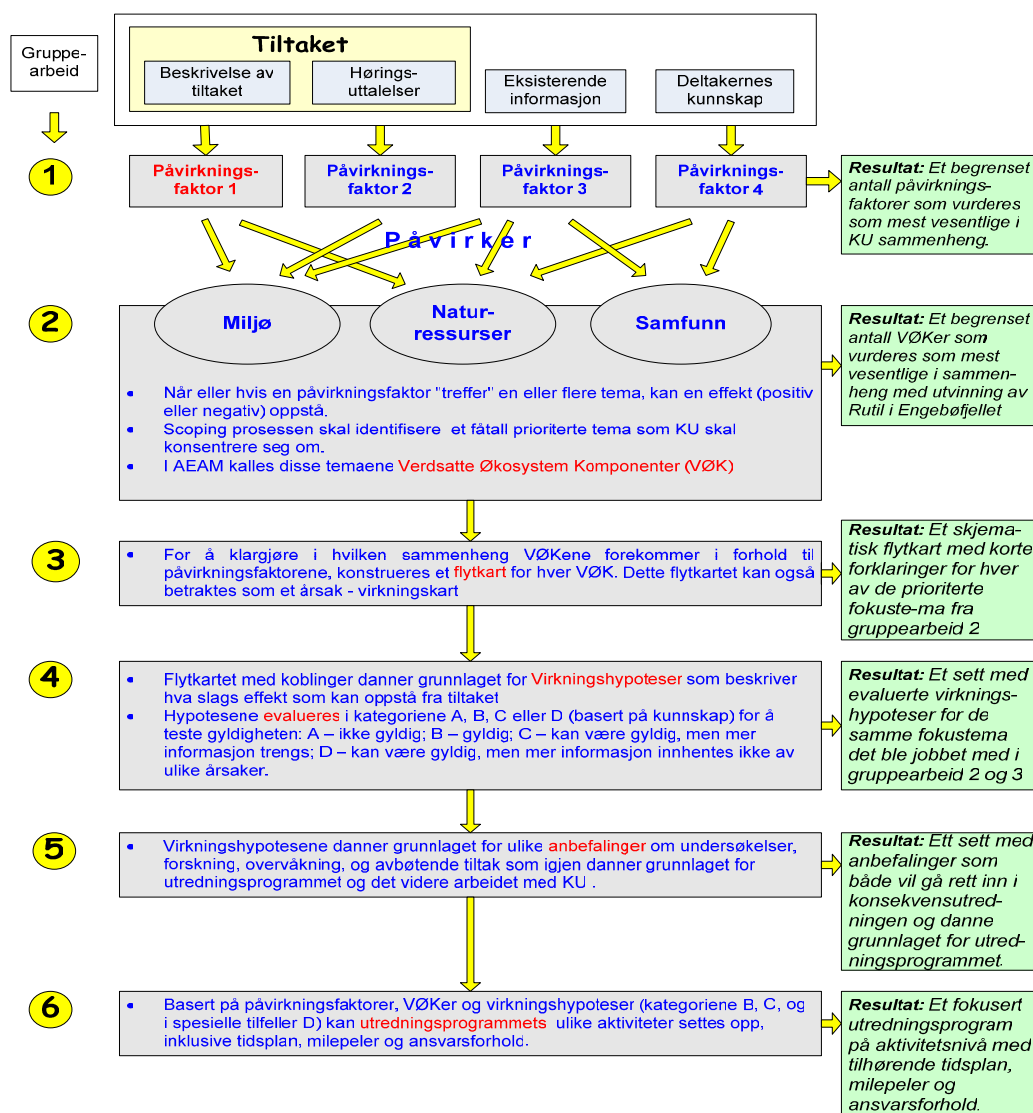 Gruppe-
arbeid
Tiltaket
Beskrivelse av
tiltaket
Hørings-
uttalelser
Eksisterende
informasjon
Deltakernes
kunnskap
1
Påvirknings-
faktor 1
Påvirknings-
faktor 2
Påvirknings-
faktor 3
Påvirknings-
faktor 4
Resultat: Et begrenset
antall påvirknings-
faktorer som vurderes
som mest vesentlige i
KU sammenheng.
Påvirker
2
Miljø
Natur-
ressurser
Samfunn
• Når eller hvis en påvirkningsfaktor "treffer" en eller flere tema, kan en effekt (positiv
eller negativ) oppstå.
• Scoping prosessen skal identifisere et fåtall prioriterte tema som KU skal
konsentrere seg om.
• I AEAM kalles disse temaene Verdsatte Økosystem Komponenter (VØK)
Resultat: Et begrenset
antall VØKer som
vurderes som mest
vesentlige i sammen-
heng med utvinning av
Rutil i Engebøfjellet
3
• For å klargjøre i hvilken sammenheng VØKene forekommer i forhold til
påvirkningsfaktorene, konstrueres et flytkart for hver VØK. Dette flytkartet kan også
betraktes som et årsak - virkningskart
Resultat: Et skjema-
tisk flytkart med korte
forklaringer for hver
av de prioriterte
fokuste-ma fra
gruppearbeid 2
4
• Flytkartet med koblinger danner grunnlaget for Virkningshypoteser som beskriver
hva slags effekt som kan oppstå fra tiltaket
• Hypotesene evalueres i kategoriene A, B, C eller D (basert på kunnskap) for å
teste gyldigheten: A – ikke gyldig; B – gyldig; C – kan være gyldig, men mer
informasjon trengs; D – kan være gyldig, men mer informasjon innhentes ikke av
ulike årsaker.
Resultat: Et sett med
evaluerte virknings-
hypoteser for de
samme fokustema
det ble jobbet med i
gruppearbeid 2 og 3
5
• Virkningshypotesene danner grunnlaget for ulike anbefalinger om undersøkelser,
forskning, overvåkning, og avbøtende tiltak som igjen danner grunnlaget for
utredningsprogrammet og det videre arbeidet med KU .
Resultat: Ett sett med
anbefalinger som
både vil gå rett inn i
konsekvensutred-
ningen og danne
grunnlaget for utred-
ningsprogrammet.
6
• Basert på påvirkningsfaktorer, VØKer og virkningshypoteser (kategoriene B, C, og
i spesielle tilfeller D) kan utredningsprogrammets ulike aktiviteter settes opp,
inklusive tidsplan, milepeler og ansvarsforhold.
Resultat: Et fokusert
utredningsprogram
på aktivitetsnivå med
tilhørende tidsplan,
milepeler og
ansvarsforhold.